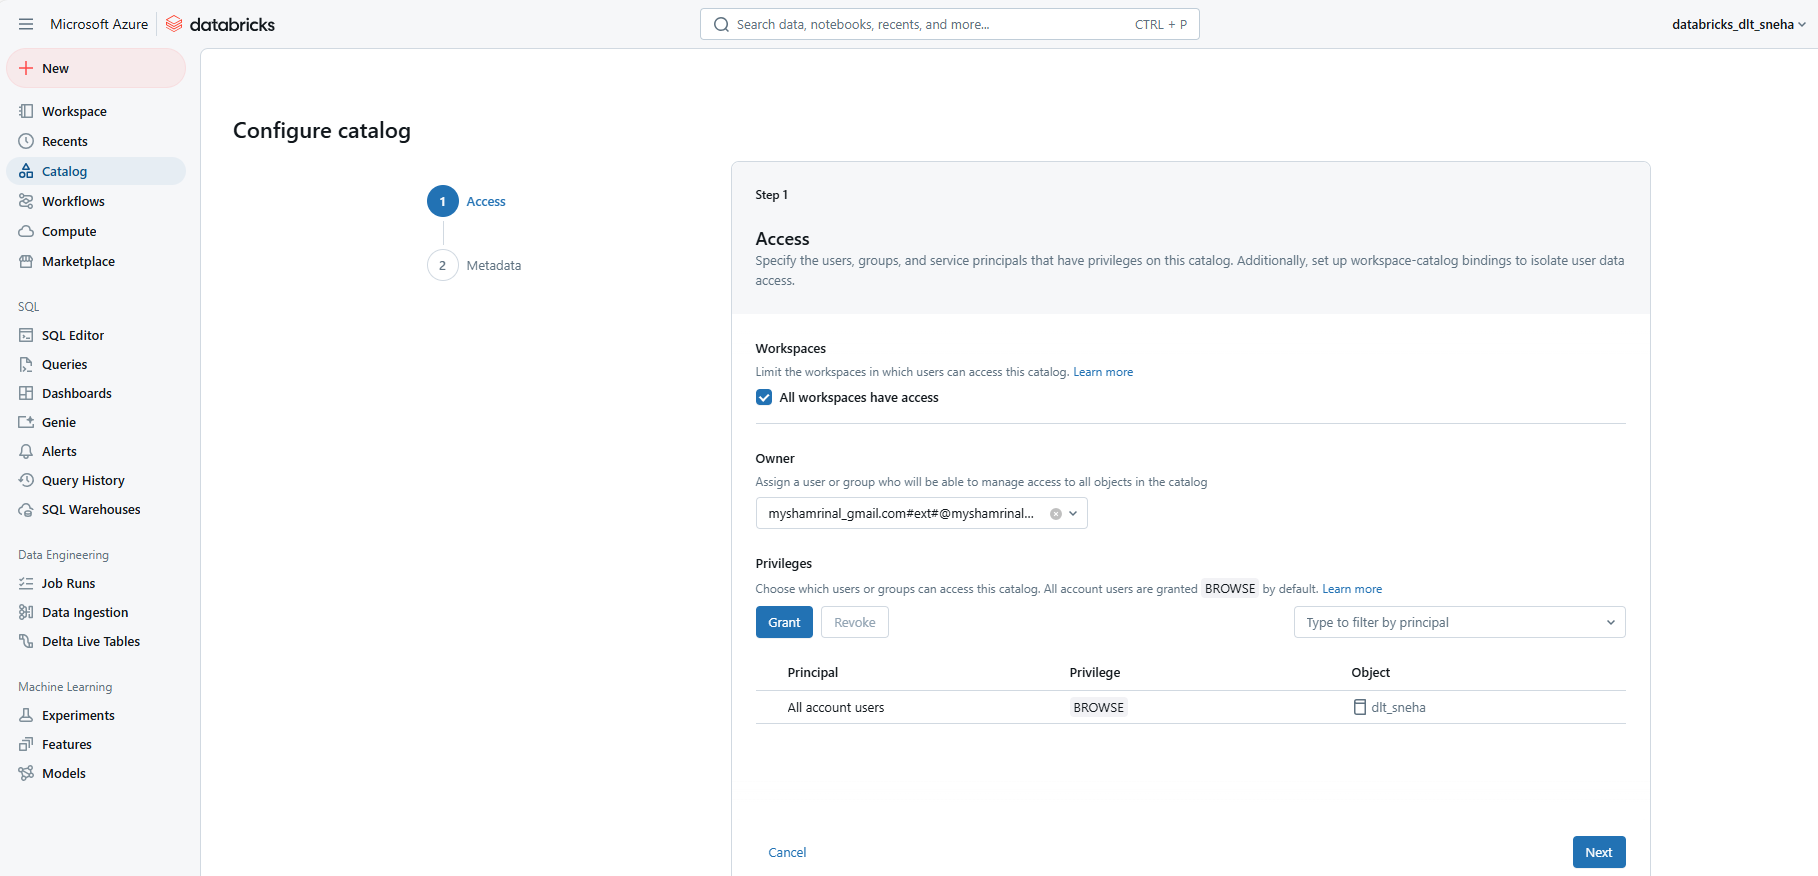 Microsoft Azure databricks
Search data, notebooks, recents, and more... CTRL + P
databricks_dlt_sneha
New
Workspace
Recents
Catalog
Workflows
Compute
Marketplace
SQL
SQL Editor
Queries
Dashboards
Genie
Alerts
Query History
SQL Warehouses
Data Engineering
Job Runs
Data Ingestion
Delta Live Tables
Machine Learning
Experiments
Features
Models
Configure catalog
1 Access
2 Metadata
Step 1
Access
Specify the users, groups, and service principals that have privileges on this catalog. Additionally, set up workspace-catalog bindings to isolate user data
access.
Workspaces
Limit the workspaces in which users can access this catalog. Learn more
All workspaces have access
Owner
Assign a user or group who will be able to manage access to all objects in the catalog
myshamrinal_gmail.com#ext#@myshamrinal...
Privileges
Choose which users or groups can access this catalog. All account users are granted BROWSE by default. Learn more
Grant Revoke Type to filter by principal
Principal Privilege Object
All account users BROWSE dlt_sneha
Cancel Next